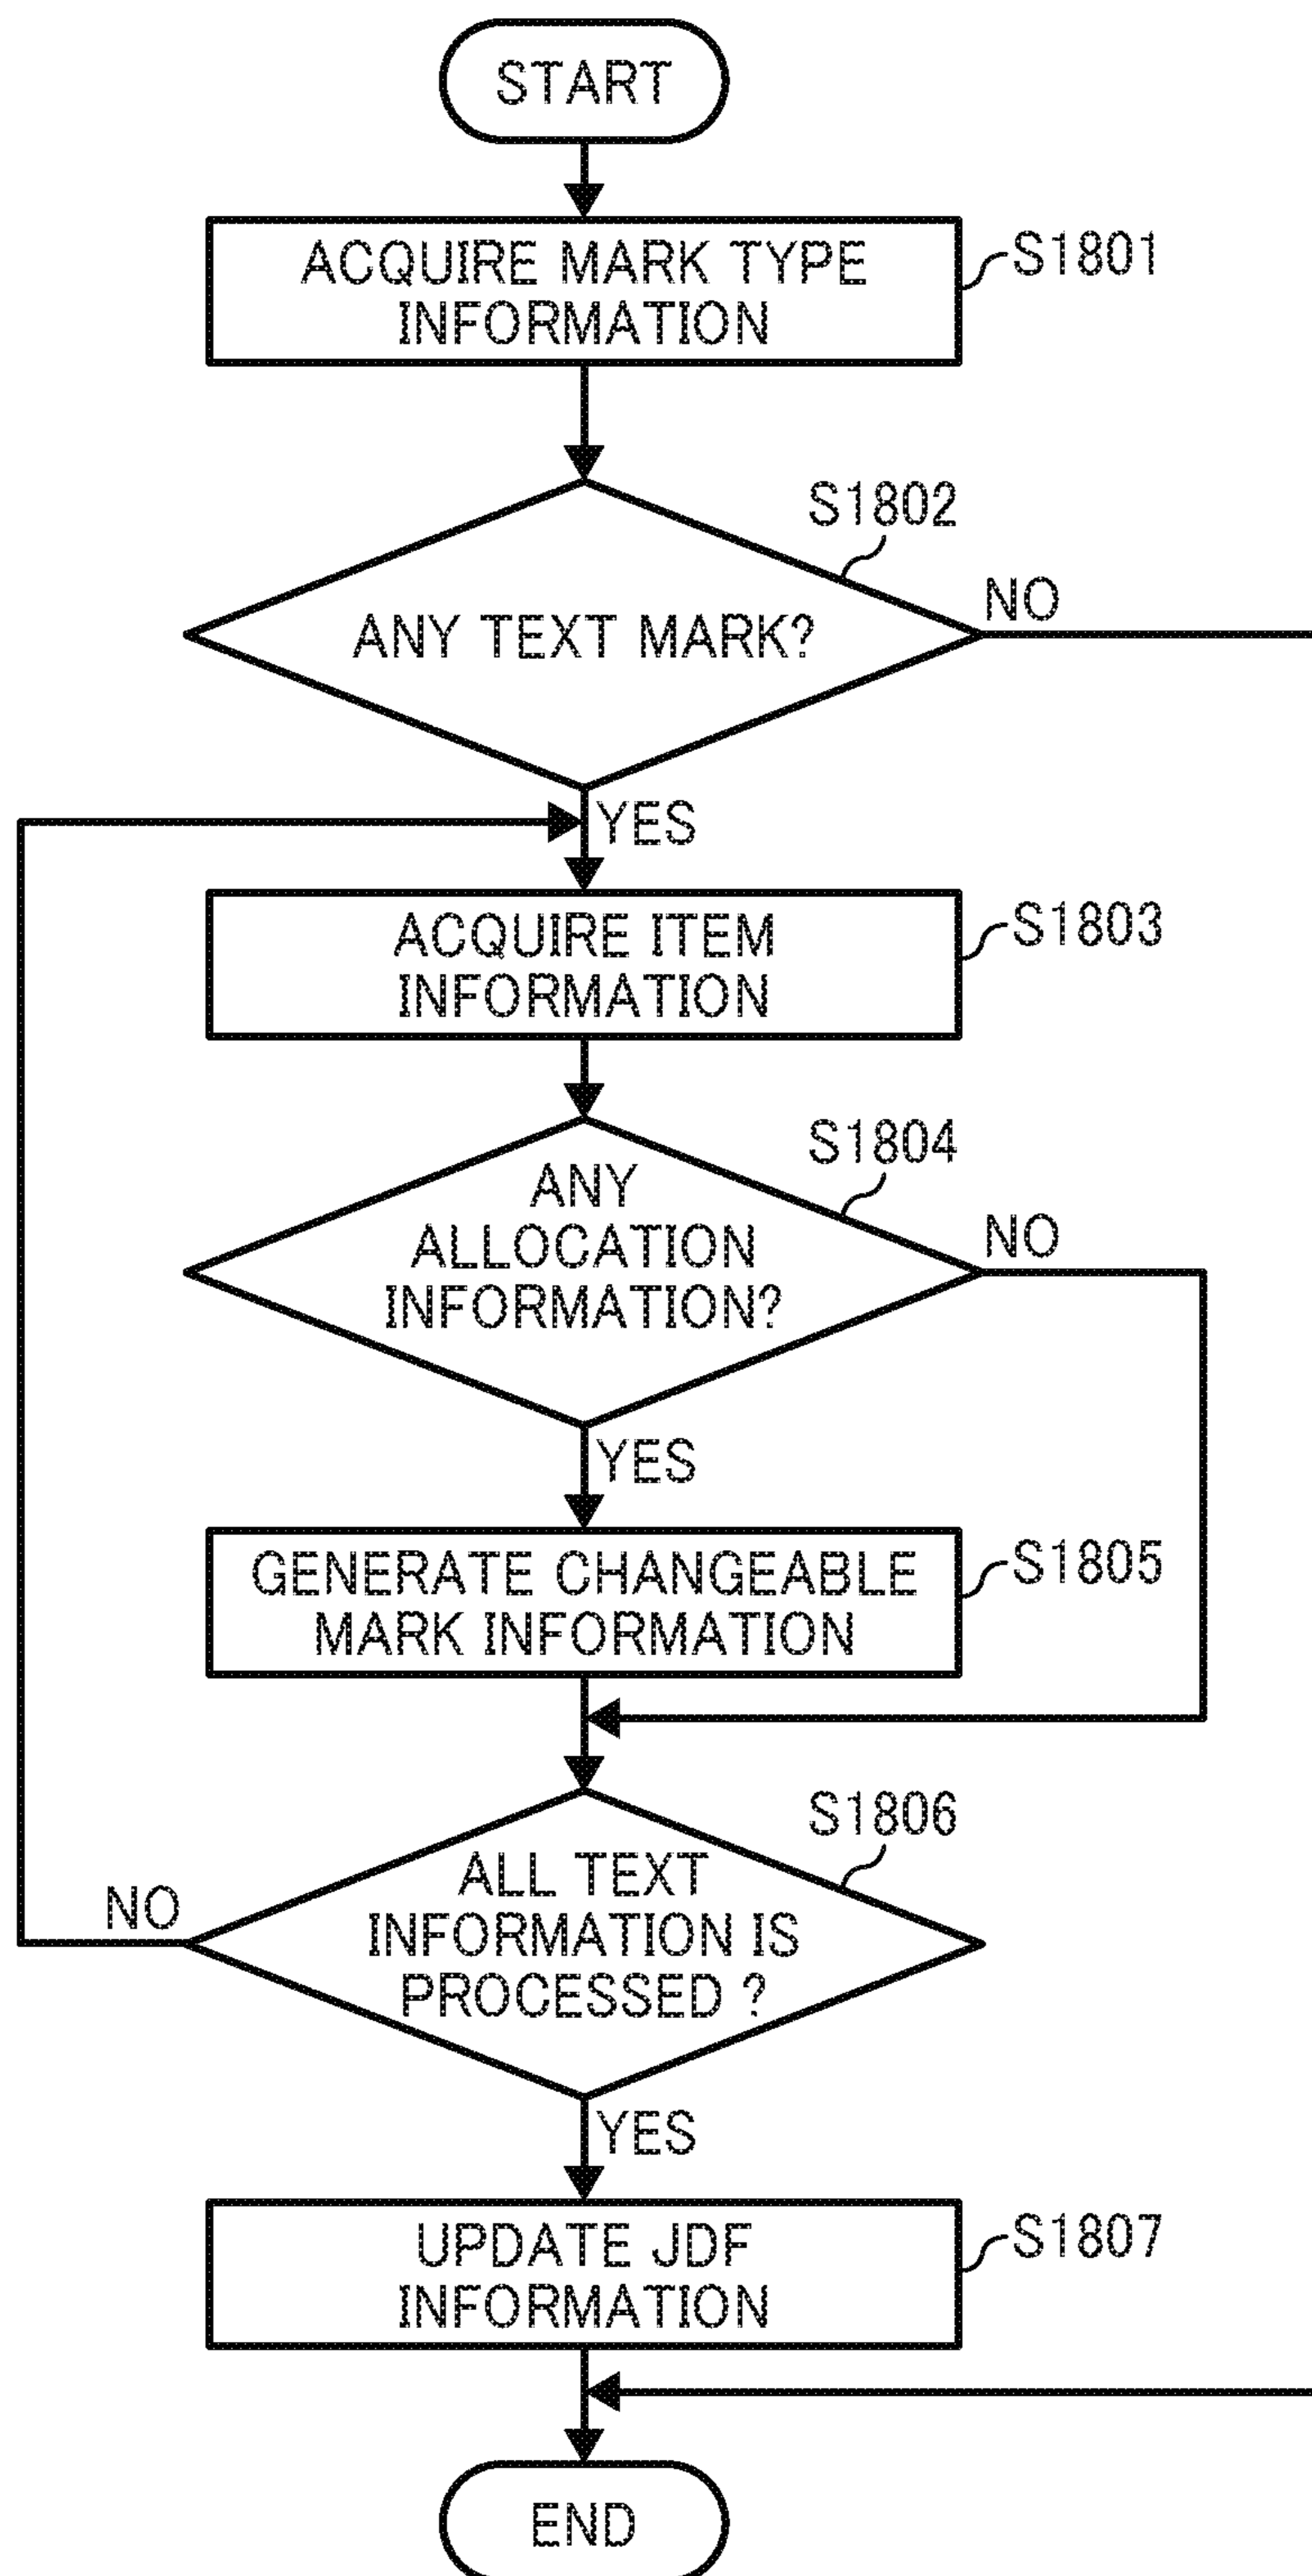 START
ACQUIRE MARK TYPE
INFORMATION
S1801
S1802
ANY TEXT MARK?
NO
YES
ACQUIRE ITEM
INFORMATION
S1803
S1804
ANY
ALLOCATION
INFORMATION?
NO
YES
GENERATE CHANGEABLE
MARK INFORMATION
S1805
S1806
ALL TEXT
INFORMATION IS
PROCESSED ?
NO
YES
UPDATE JDF
INFORMATION
S1807
END